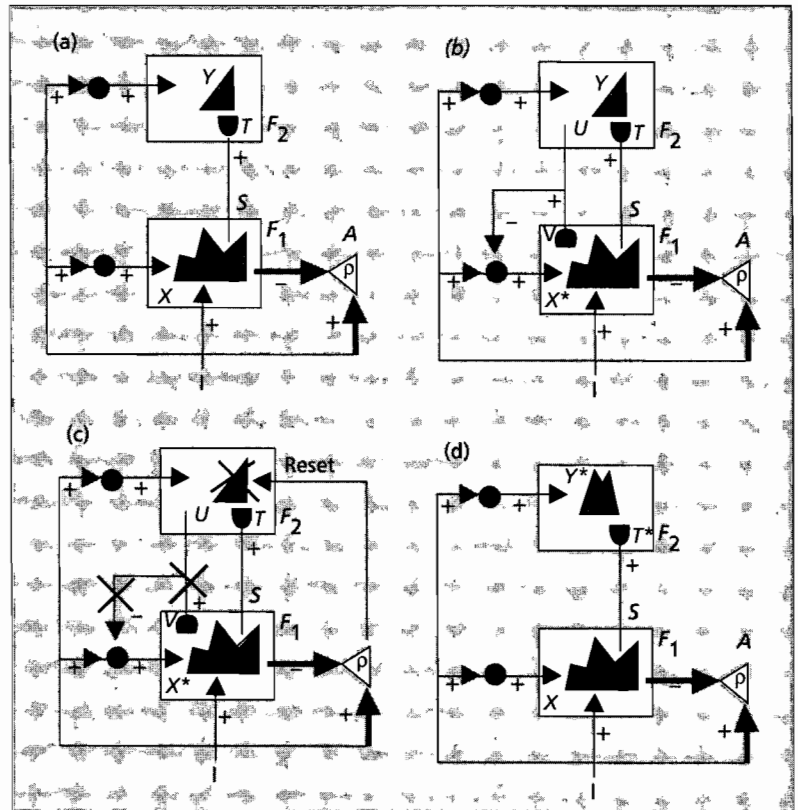 (a)
Y
+ +
T F₂
+
S
F₁ A
+ + ρ
X −
+ +
I
(b)
Y
+ +
U T F₂
+ +
− S
V F₁ A
+ + ρ
X* −
+ +
I
(c)
Reset
+ +
U T F₂
+ +
− S
V F₁
+ + ρ
X* −
+ +
I
(d)
Y*
+ +
T* F₂
+
S
F₁ A
+ + ρ
X −
+ +
I